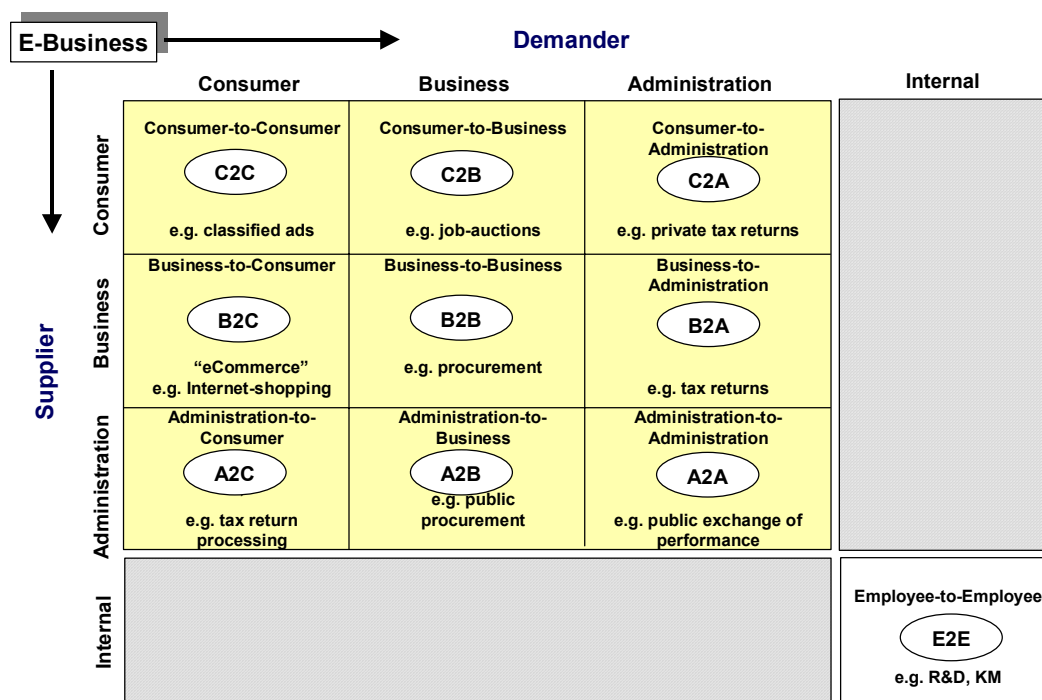 E-Business
Demander
Consumer
Business
Administration
Internal
Supplier
Consumer
Consumer-to-Consumer
C2C
e.g. classified ads
Consumer-to-Business
C2B
e.g. job-auctions
Consumer-to-
Administration
C2A
e.g. private tax returns
Business
Business-to-Consumer
B2C
“eCommerce”
e.g. Internet-shopping
Business-to-Business
B2B
e.g. procurement
Business-to-
Administration
B2A
e.g. tax returns
Administration
Administration-to-
Consumer
A2C
e.g. tax return
processing
Administration-to-
Business
A2B
e.g. public
procurement
Administration-to-
Administration
A2A
e.g. public exchange of
performance
Internal
Employee-to-Employee
E2E
e.g. R&D, KM